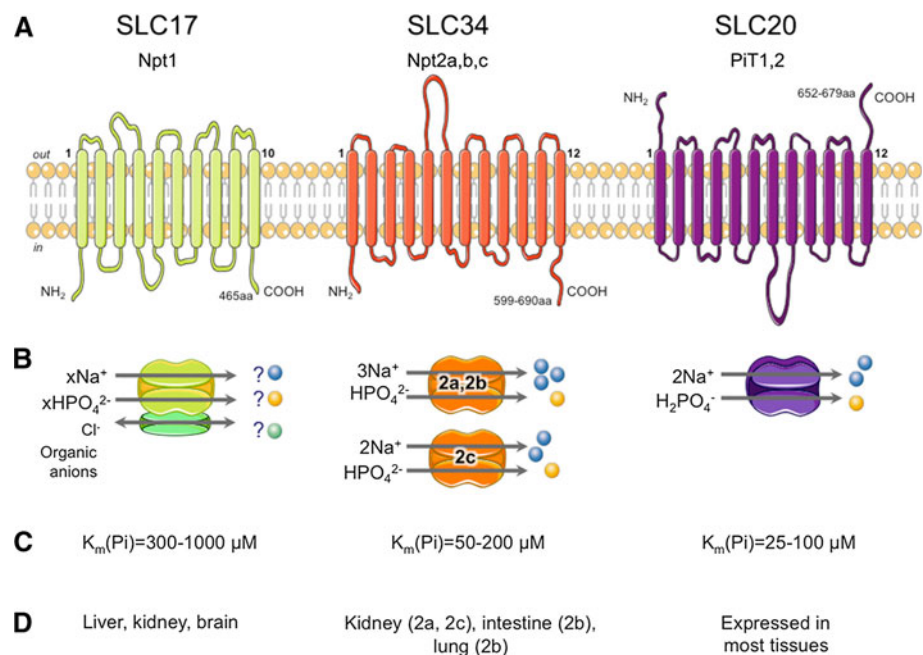 A
SLC17
SLC34
SLC20
Npt1
Npt2a,b,c
PiT1,2
NH₂
652-679aa
COOH
out
1
10
1
12
1
12
in
NH₂
465aa
COOH
NH₂
599-690aa
COOH
B
xNa⁺
?
xHPO₄²⁻
?
Cl⁻
?
Organic
anions
3Na⁺
HPO₄²⁻
2a,2b
2Na⁺
HPO₄²⁻
2c
2Na⁺
H₂PO₄⁻
C
Kₘ(Pi)=300-1000 µM
Kₘ(Pi)=50-200 µM
Kₘ(Pi)=25-100 µM
D
Liver, kidney, brain
Kidney (2a, 2c), intestine (2b),
lung (2b)
Expressed in
most tissues